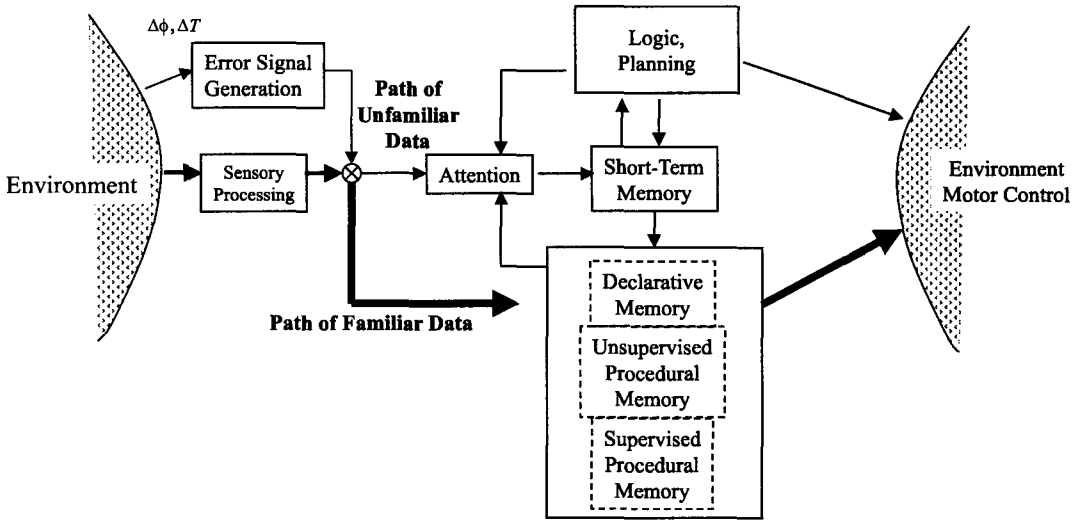 Δϕ, ΔT
Error Signal
Generation
Path of
Unfamiliar
Data
Logic,
Planning
Environment
Sensory
Processing
Attention
Short-Term
Memory
Environment
Motor Control
Path of Familiar Data
Declarative
Memory
Unsupervised
Procedural
Memory
Supervised
Procedural
Memory